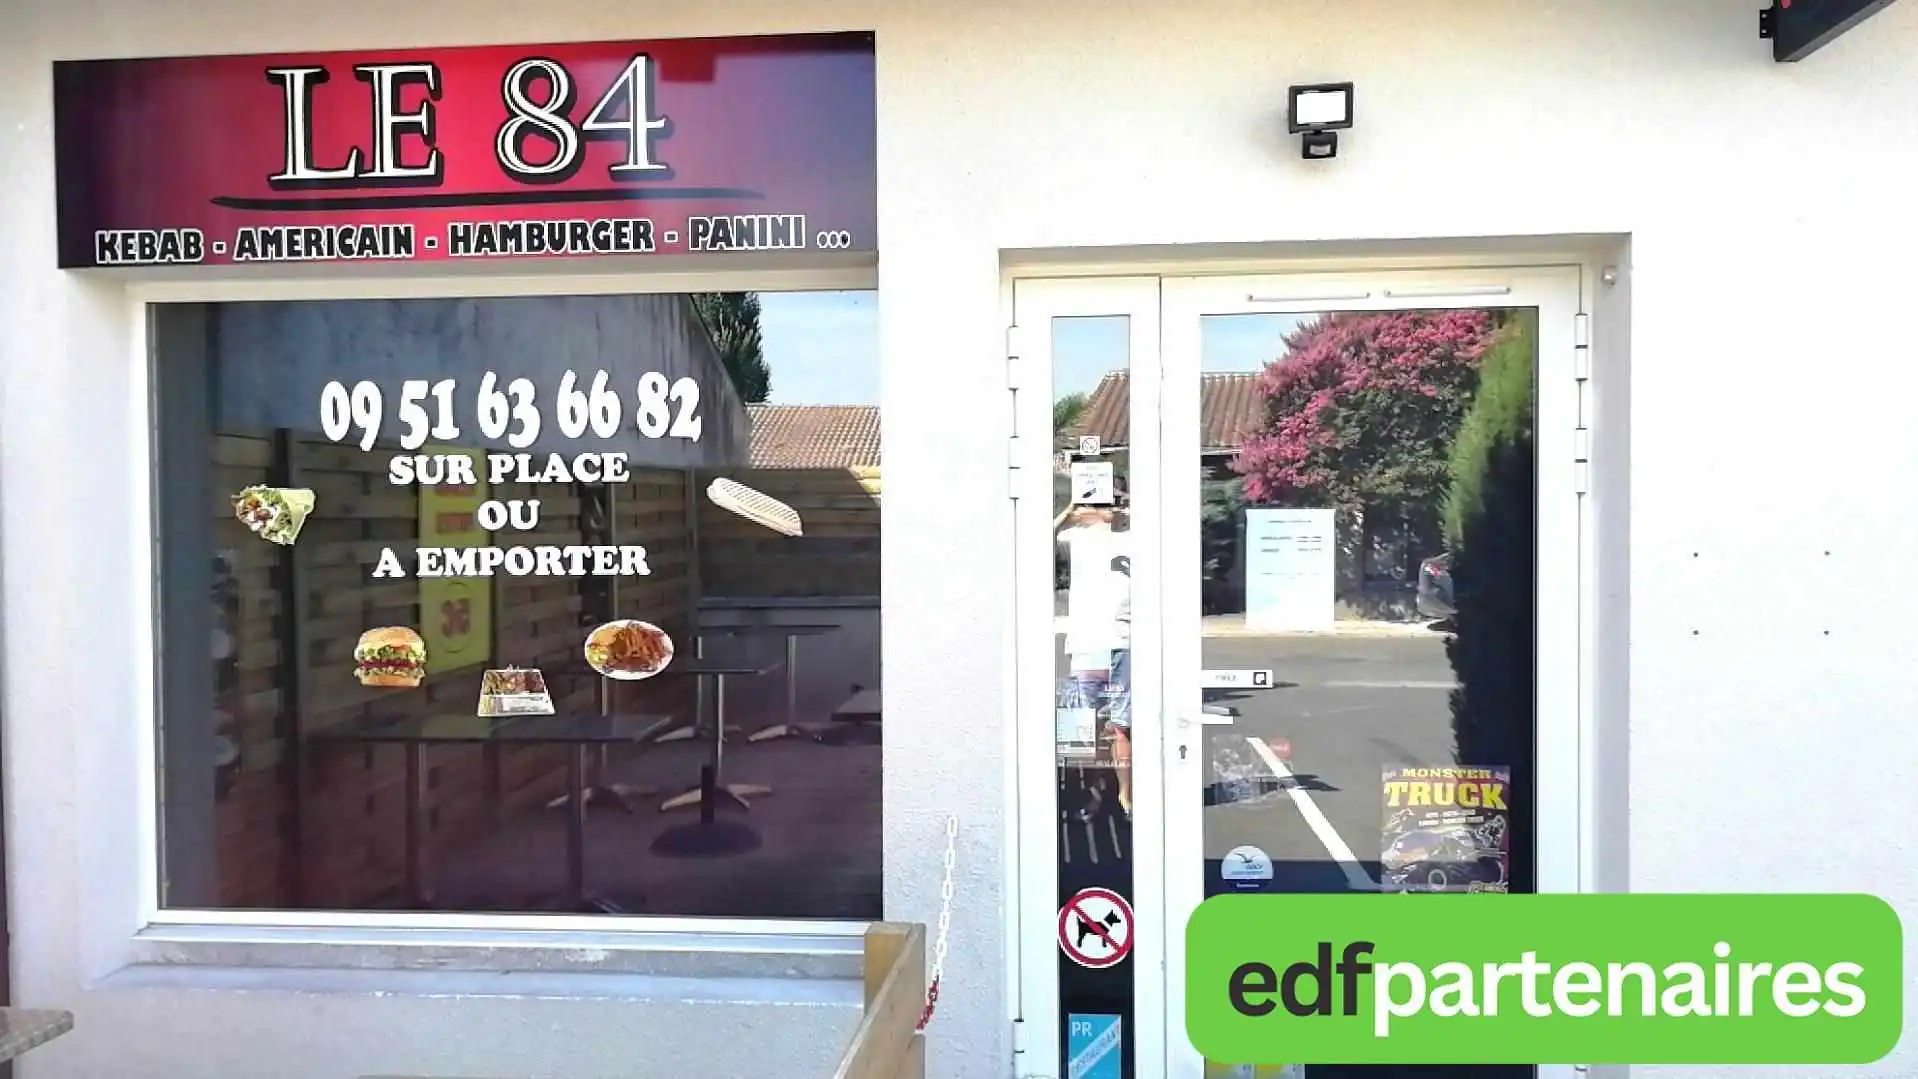 LE 84
KEBAB - AMERICAIN - HAMBURGER - PANINI ...
09 51 63 66 82
SUR PLACE
OU
A EMPORTER
MONSTER
TRUCK
PR
edfpartenaires